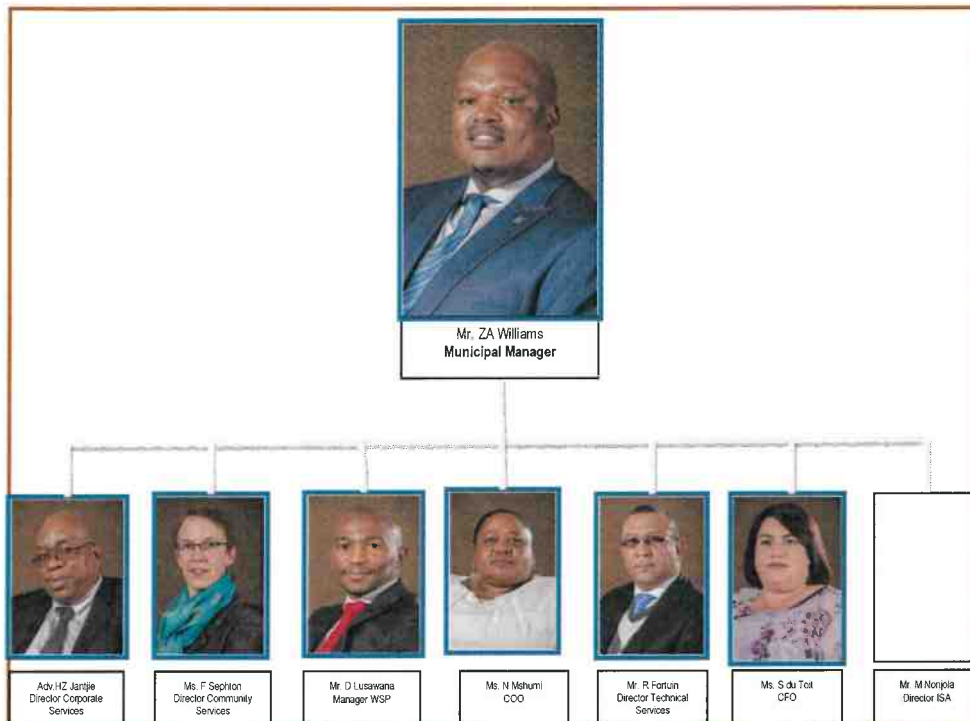 Mr. ZA Williams
Municipal Manager
Adv.HZ Jantjie
Director Corporate
Services
Ms. F Sephton
Director Community
Services
Mr. D Lusawana
Manager WSP
Ms. N Mshumi
COO
Mr. R Fortuin
Director Technical
Services
Ms. S du Toit
CFO
Mr. M Nonjola
Director ISA